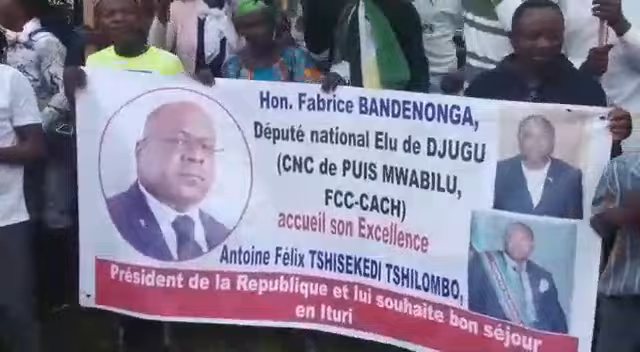 Hon. Fabrice BANDENONGA,
Député national Elu de DJUGU
(CNC de PUIS MWABILU,
FCC-CACH)
accueil son Excellence
Antoine Félix TSHISEKEDI TSHILOMBO,
Président de la Republique et lui souhaite bon séjour
en Ituri